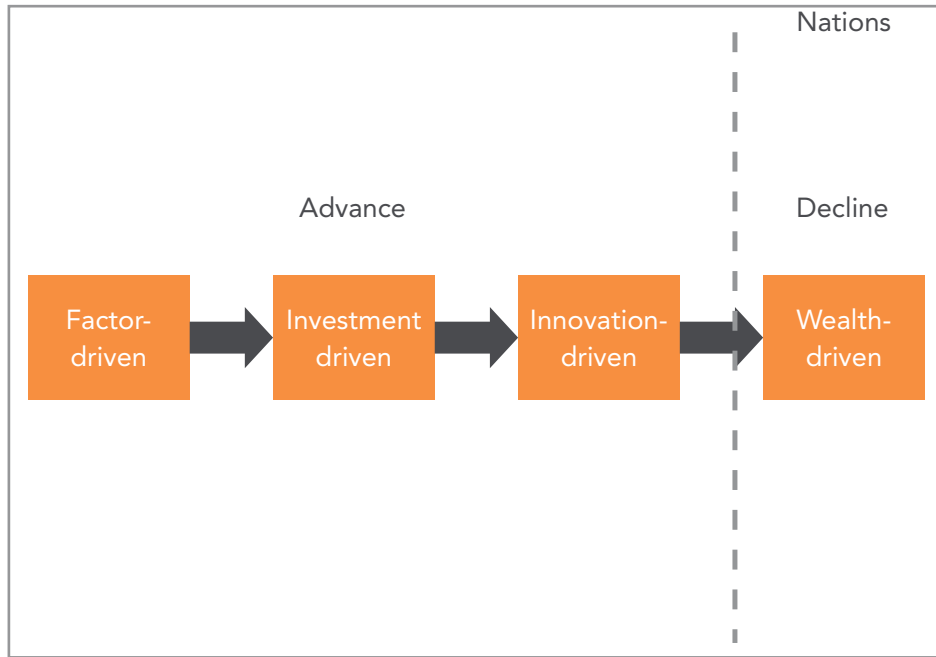 Nations
Advance
Decline
Factor-
driven
Investment
driven
Innovation-
driven
Wealth-
driven